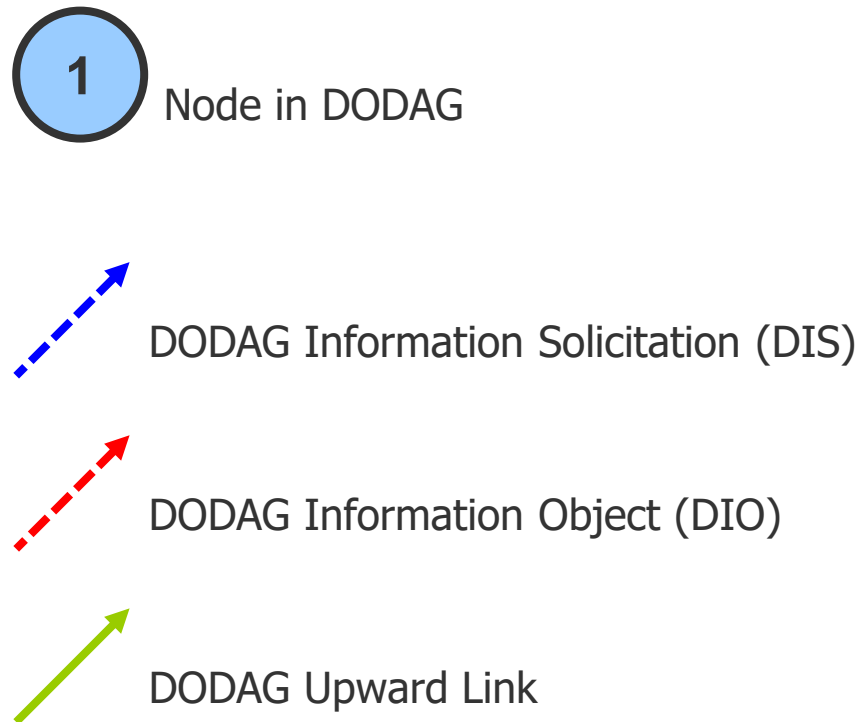 1
Node in DODAG
DODAG Information Solicitation (DIS)
DODAG Information Object (DIO)
DODAG Upward Link